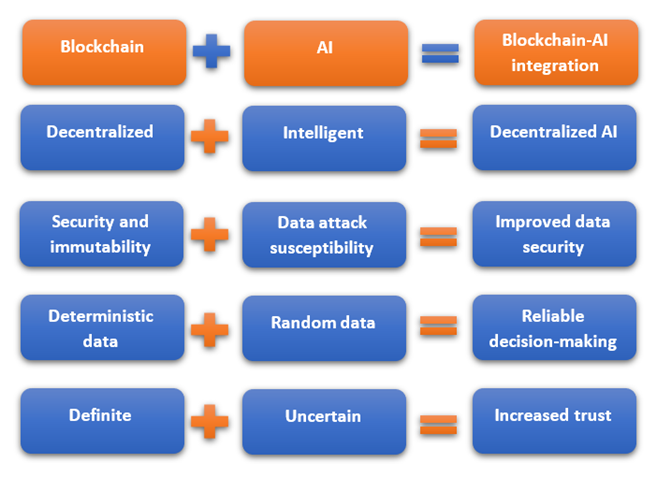 Blockchain + AI = Blockchain-AI
integration
Decentralized + Intelligent = Decentralized AI
Security and
immutability + Data attack
susceptibility = Improved data
security
Deterministic
data + Random data = Reliable
decision-making
Definite + Uncertain = Increased trust